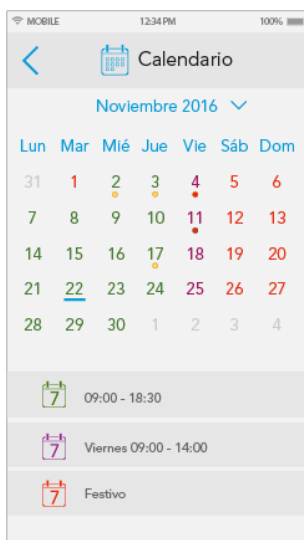 MOBILE 12:34 PM 100%
Calendario
Noviembre 2016
Lun Mar Mié Jue Vie Sáb Dom
31 1 2 3 4 5 6
7 8 9 10 11 12 13
14 15 16 17 18 19 20
21 22 23 24 25 26 27
28 29 30 1 2 3 4
7 09:00 - 18:30
7 Viernes 09:00 - 14:00
7 Festivo